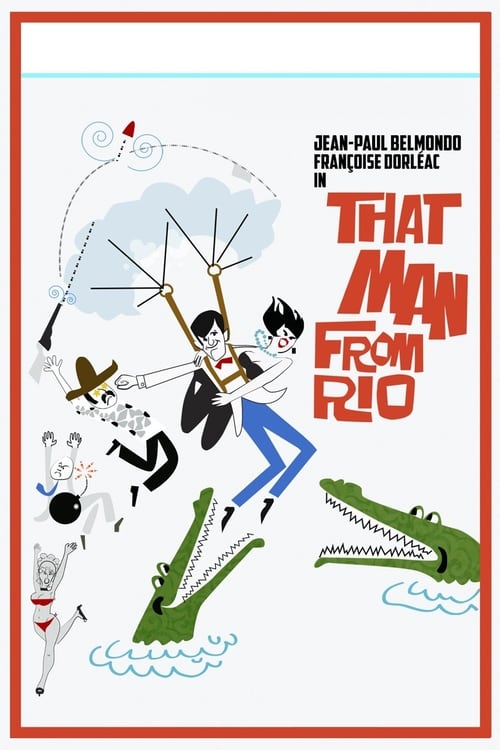 JEAN-PAUL BELMONDO
FRANÇOISE DORLÉAC
IN
THAT
MAN
FROM
RIO